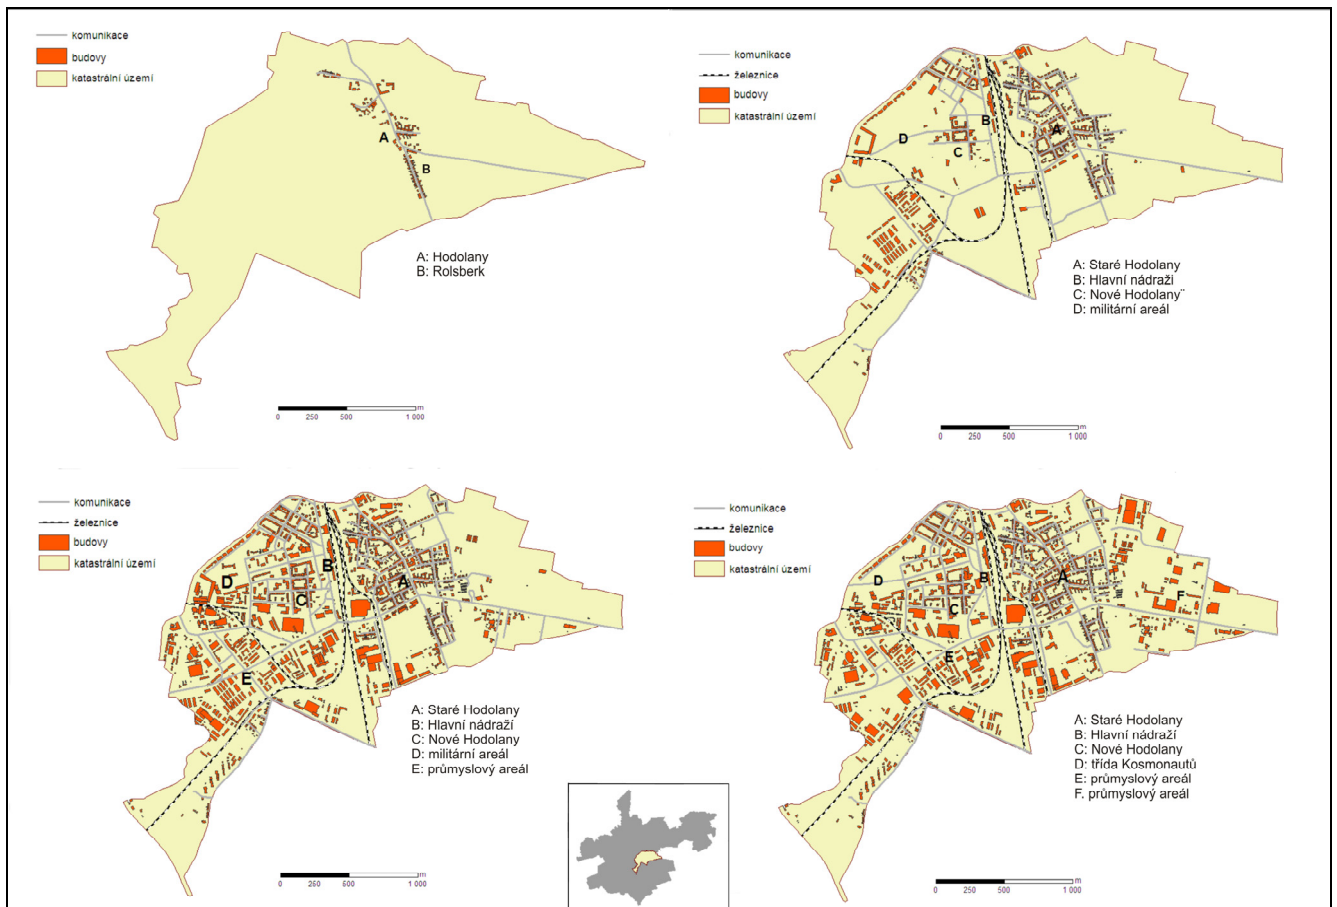 komunikace
budovy
katastrální území
A
B
A: Hodolany
B: Rolsberk
0 250 500 1 000 m
komunikace
železnice
budovy
katastrální území
A
B
C
D
A: Staré Hodolany
B: Hlavní nádraži
C: Nové Hodolany¨
D: militární areál
0 250 500 1 000 m
komunikace
železnice
budovy
katastrální území
A
B
C
D
E
A: Staré Hodolany
B: Hlavní nádraží
C: Nové Hodolany
D: militární areál
E: průmyslový areál
0 250 500 1 000 m
komunikace
železnice
budovy
katastrální území
A
B
C
D
E
F
A: Staré Hodolany
B: Hlavní nádraží
C: Nové Hodolany
D: třída Kosmonautů
E: průmyslový areál
F. průmyslový areál
0 250 500 1 000 m